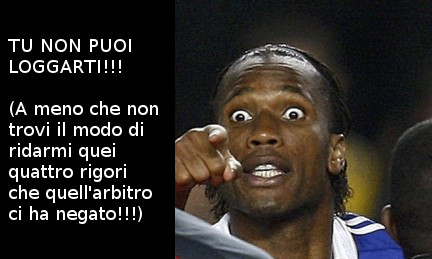 TU NON PUOI
LOGGARTI!!!
(A meno che non
trovi il modo di
ridarmi quei
quattro rigori
che quell'arbitro
ci ha negato!!!)